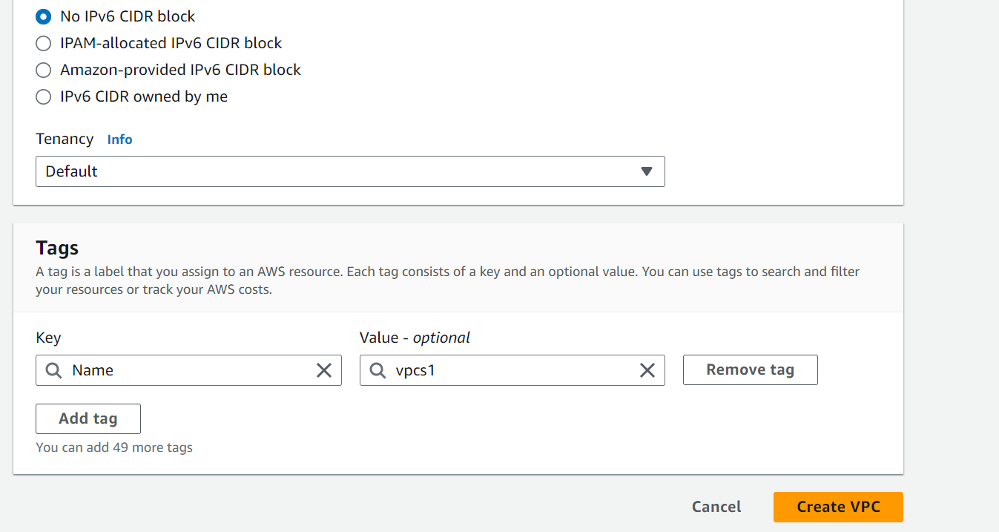 No IPv6 CIDR block
IPAM-allocated IPv6 CIDR block
Amazon-provided IPv6 CIDR block
IPv6 CIDR owned by me
Tenancy Info
Default
Tags
A tag is a label that you assign to an AWS resource. Each tag consists of a key and an optional value. You can use tags to search and filter
your resources or track your AWS costs.
Key Value - optional
Name vpcs1 Remove tag
Add tag
You can add 49 more tags
Cancel Create VPC